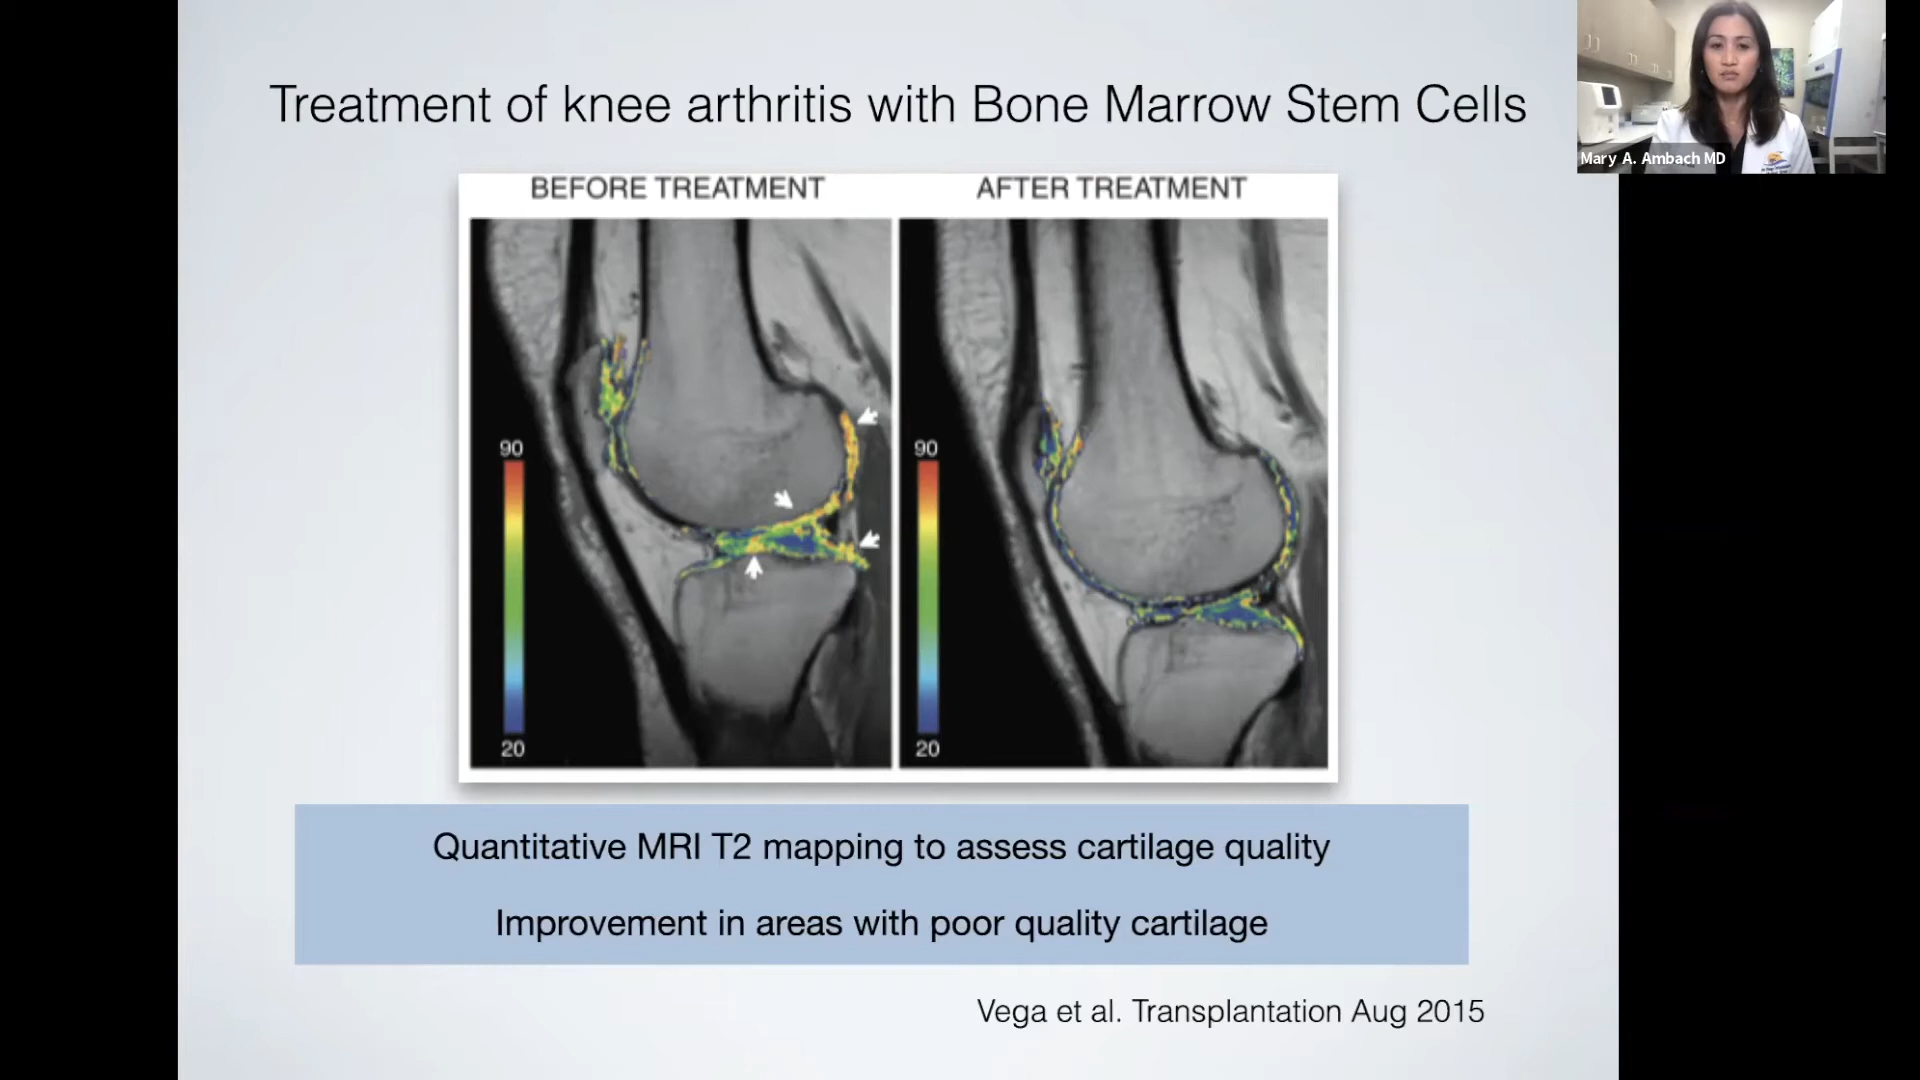 Treatment of knee arthritis with Bone Marrow Stem Cells
Mary A. Ambach MD
BEFORE TREATMENT
AFTER TREATMENT
90
20
90
20
Quantitative MRI T2 mapping to assess cartilage quality
Improvement in areas with poor quality cartilage
Vega et al. Transplantation Aug 2015